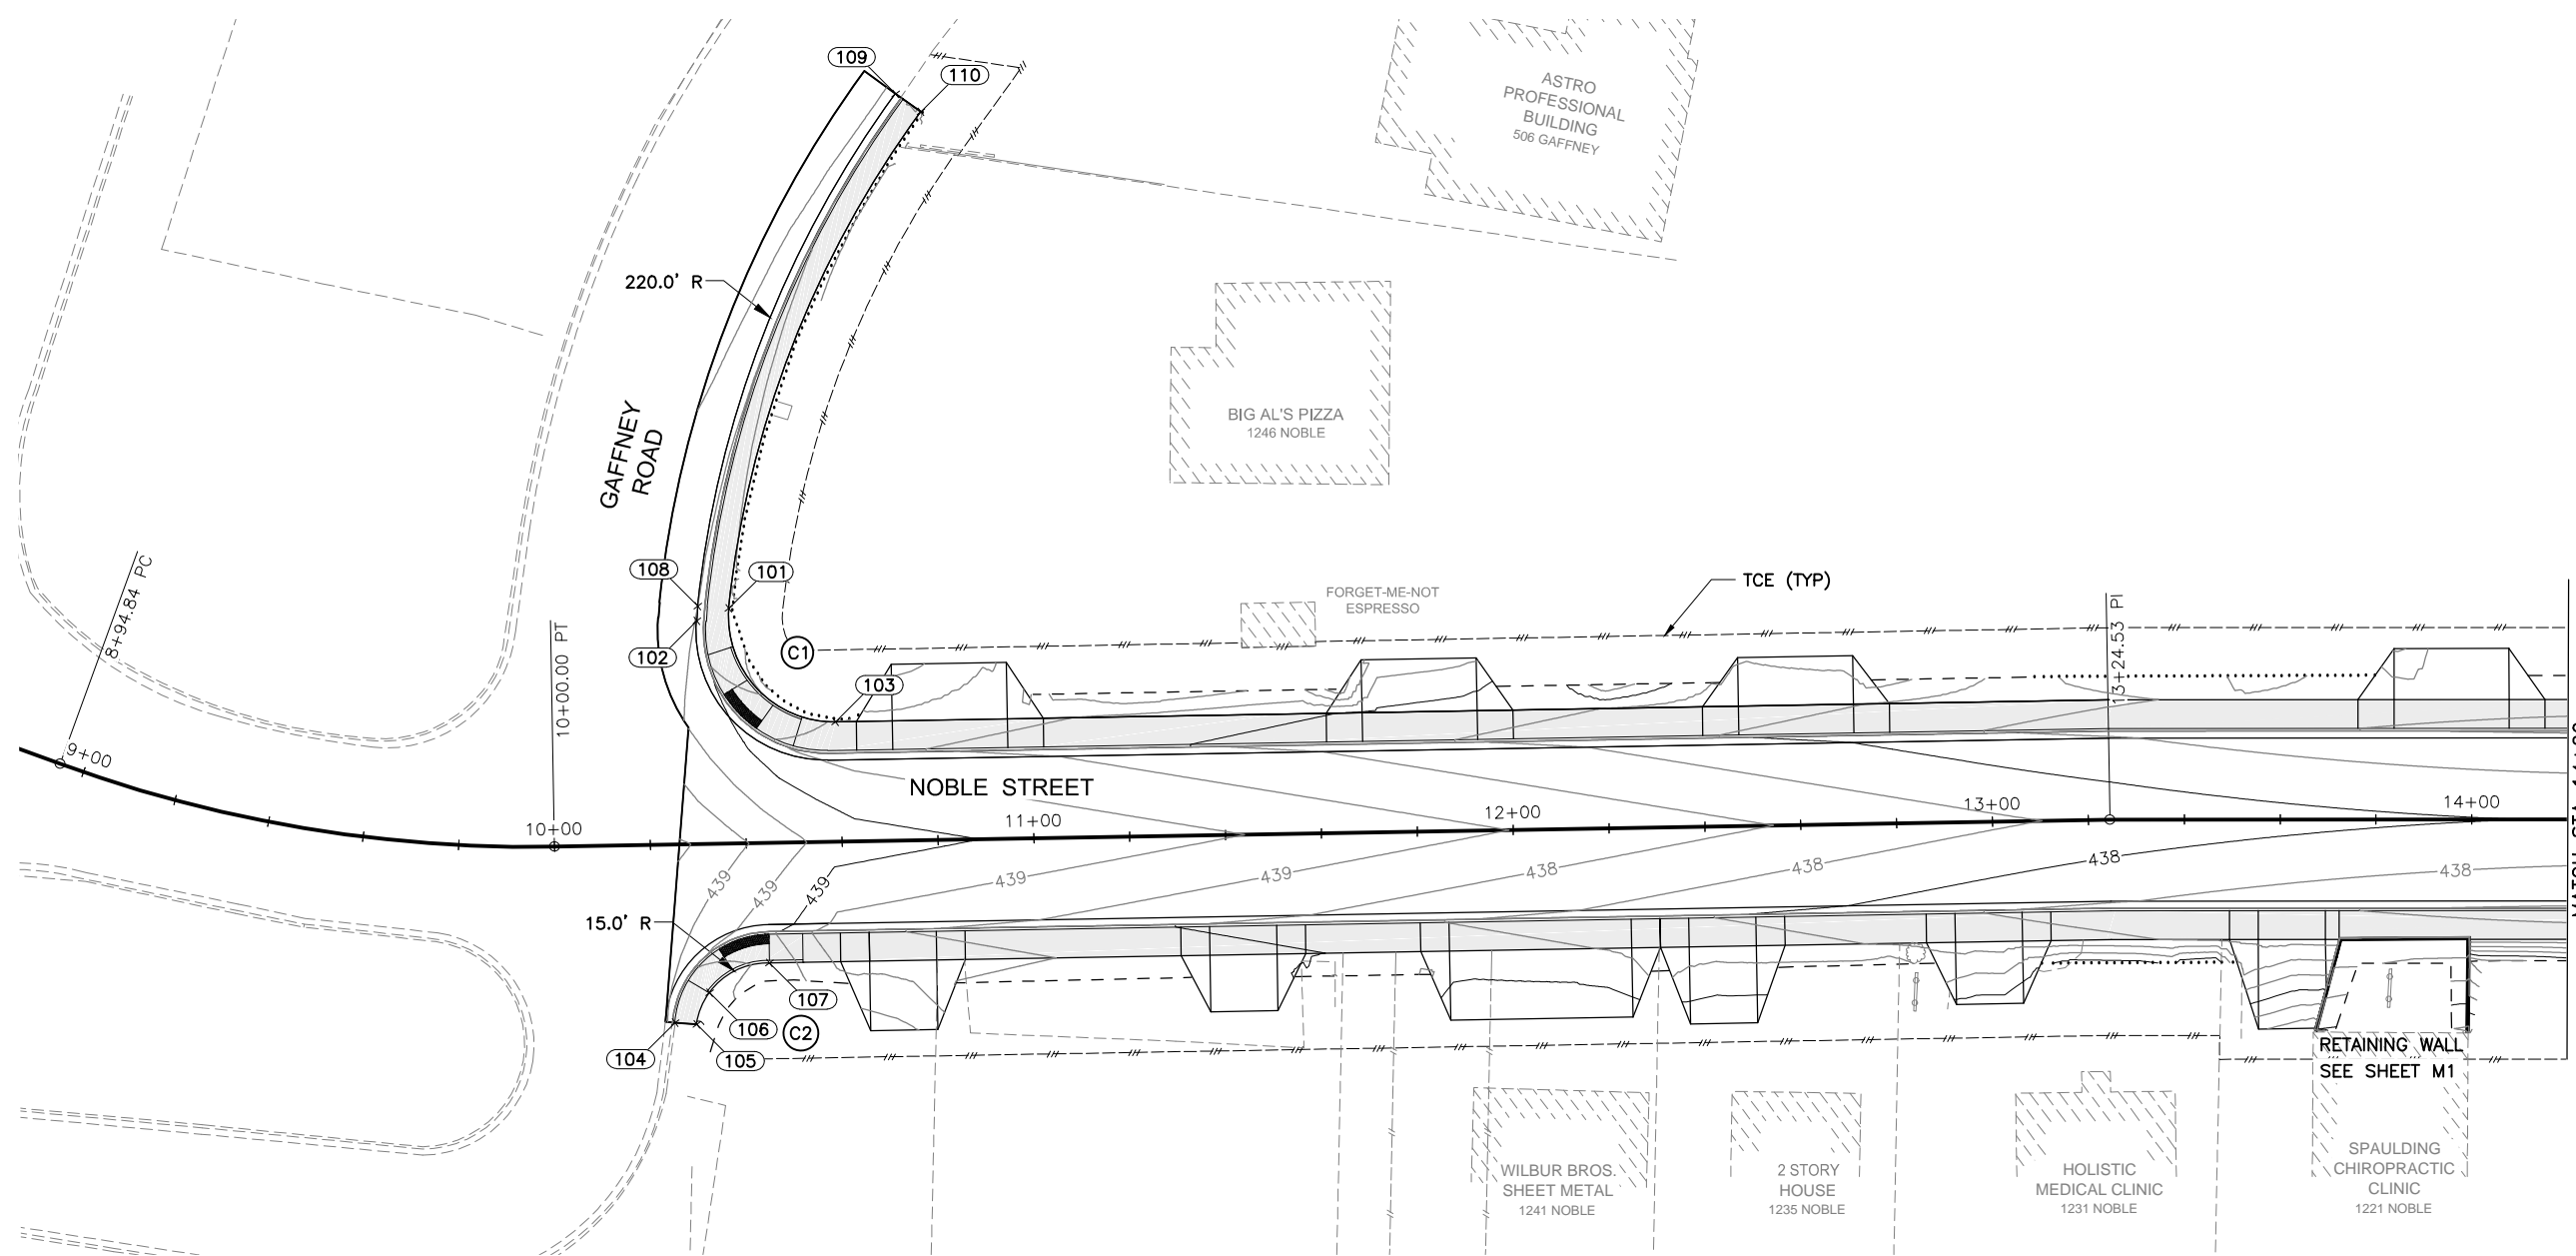 109
110
ASTRO
PROFESSIONAL
BUILDING
506 GAFFNEY
220.0' R
GAFFNEY
ROAD
BIG AL'S PIZZA
1246 NOBLE
108
101
102
C1
103
FORGET-ME-NOT
ESPRESSO
TCE (TYP)
8+94.84 PC
9+00
10+00.00 PT
10+00
NOBLE STREET
11+00
12+00
13+00
13+24.53 PI
14+00
439
439
439
439
439
438
438
438
438
15.0' R
107
106
C2
104
105
RETAINING WALL
SEE SHEET M1
WILBUR BROS.
SHEET METAL
1241 NOBLE
2 STORY
HOUSE
1235 NOBLE
HOLISTIC
MEDICAL CLINIC
1231 NOBLE
SPAULDING
CHIROPRACTIC
CLINIC
1221 NOBLE